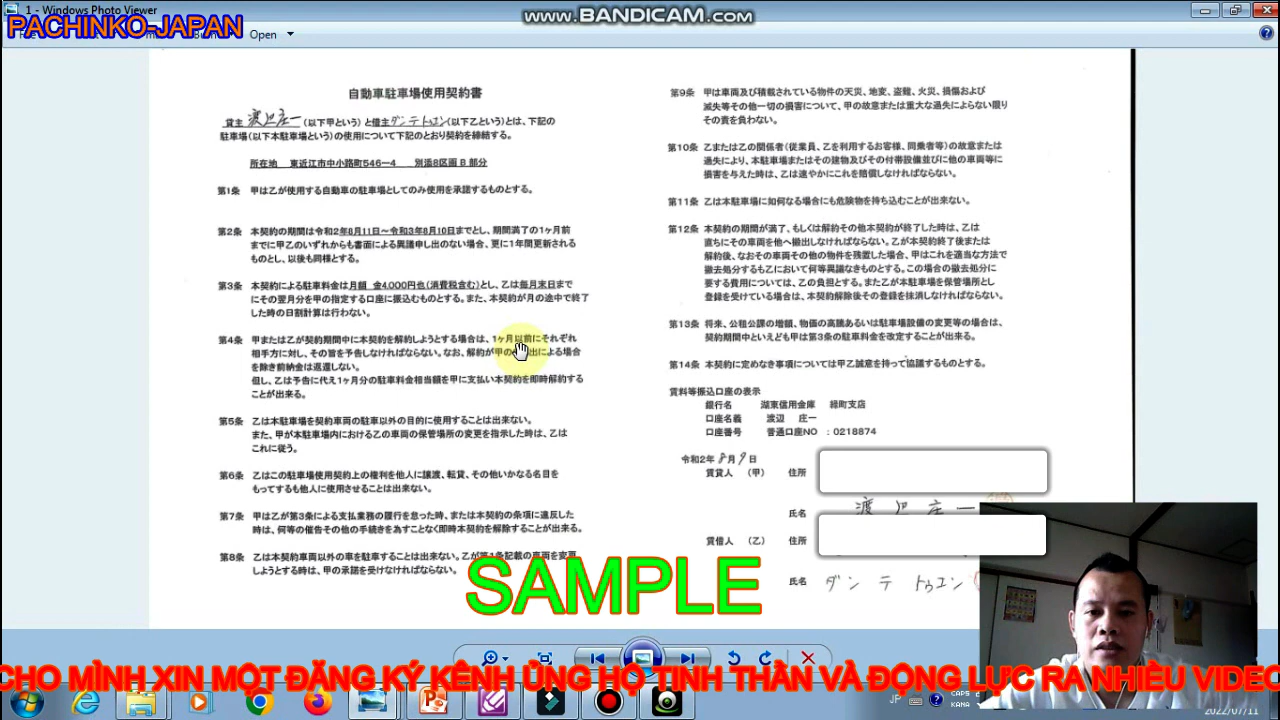 1 - Windows Photo Viewer
www.BANDICAM.com
PACHINKO-JAPAN
Open
自動車駐車場使用契約書
貸主 渡辺庄一 (以下甲という) と借主ダンテトゥエン(以下乙という)とは、下記の
駐車場(以下本駐車場という)の使用について下記のとおり契約を締結する。
所在地 東近江市中小路町546ー4 別添8区画 B 部分
第1条 甲は乙が使用する自動車の駐車場としてのみ使用を承諾するものとする。
第2条 本契約の期間は令和2年8月11日～令和3年8月10日までとし、期間満了の1ヶ月前
までに甲乙のいずれからも書面による異議申し出のない場合、更に1年間更新される
ものとし、以後も同様とする。
第3条 本契約による駐車料金は月額 金4,000円也(消費税含む)とし、乙は毎月末日まで
にその翌月分を甲の指定する口座に振込むものとする。また、本契約が月の途中で終了
した時の日割計算は行わない。
第4条 甲または乙が契約期間中に本契約を解約しようとする場合は、1ヶ月以前にそれぞれ
相手方に対し、その旨を予告しなければならない。なお、解約が甲の 出による場合
を除き前納金は返還しない。
但し、乙は予告に代え1ヶ月分の駐車料金相当額を甲に支払い本契約を即時解約する
ことが出来る。
第5条 乙は本駐車場を契約車両の駐車以外の目的に使用することは出来ない。
また、甲が本駐車場内における乙の車両の保管場所の変更を指示した時は、乙は
これに従う。
第6条 乙はこの駐車場使用契約上の権利を他人に譲渡、転貸、その他いかなる名目を
もってするも他人に使用させることは出来ない。
第7条 甲は乙が第3条による支払業務の履行を怠った時、または本契約の条項に違反した
時は、何等の催告その他の手続きをあすことなく即時本契約を解除することが出来る。
第8条 乙は本契約車両以外の車を駐車することは出来ない。乙が第1条記載の車両を変更
しようとする時は、甲の承諾を受けなければならない。
第9条 甲は車両及び積載されている物件の天災、地変、盗難、火災、損傷および
滅失等その他一切の損害について、甲の故意または重大な過失によらない限り
その責を負わない。
第10条 乙または乙の関係者(従業員、乙を利用するお客様、同乗者等)の故意または
過失により、本駐車場またはその建物及びその付帯設備並びに他の車両等に
損害を与えた時は、乙は速やかにこれを賠償しなければならない。
第11条 乙は本駐車場に如何なる場合にも危険物を持ち込むことが出来ない。
第12条 本契約の期間が満了、もしくは解約その他本契約が終了した時は、乙は
直ちにその車両を他へ搬出しなければならない。乙が契約終了後または
解約後、なおその車両その他の物件を残置した場合、甲はこれを適当な方法で
撤去処分するも乙において何等異議なきものとする。この場合の撤去処分に
要する費用については、乙の負担とする。また乙が本駐車場を保管場所とし
登録を受けている場合は、本契約解除後その登録を抹消しなければならない。
第13条 将来、公租公課の増額、物価の高騰あるいは駐車場設備の変更等の場合は、
契約期間中といえども甲は第3条の駐車料金を改定することが出来る。
第14条 本契約に定めなき事項については甲乙誠意を持って協議するものとする。
賃料等振込口座の表示
銀行名 湖東信用金庫 緑町支店
口座名義 渡辺 庄一
口座番号 普通口座NO :0218874
令和2年8月9日
賃貸人 (甲) 住所
氏名 渡辺庄一
賃借人 (乙) 住所
氏名 ダンテトゥエン
SAMPLE
CHO MÌNH XIN MỘT ĐĂNG KÝ KÊNH ỦNG HỘ TINH THẦN VÀ ĐỘNG LỰC RA NHIỀU VIDEO
JP
CAPS
KANA
2022/07/11